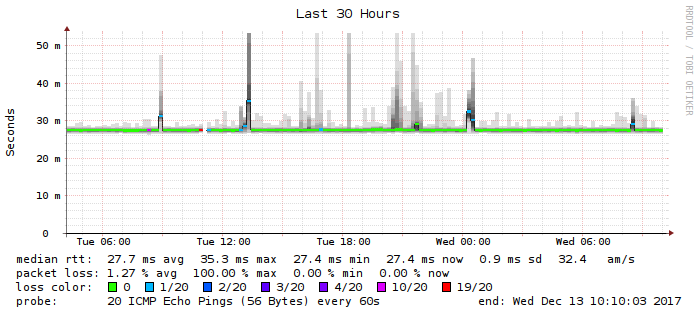 Last 30 Hours
RRDTOOL / TOBI OETIKER
Seconds
50 m
40 m
30 m
20 m
10 m
0
Tue 06:00 Tue 12:00 Tue 18:00 Wed 00:00 Wed 06:00
median rtt: 27.7 ms avg 35.3 ms max 27.4 ms min 27.4 ms now 0.9 ms sd 32.4 am/s
packet loss: 1.27 % avg 100.00 % max 0.00 % min 0.00 % now
loss color: 0 1/20 2/20 3/20 4/20 10/20 19/20
probe: 20 ICMP Echo Pings (56 Bytes) every 60s end: Wed Dec 13 10:10:03 2017